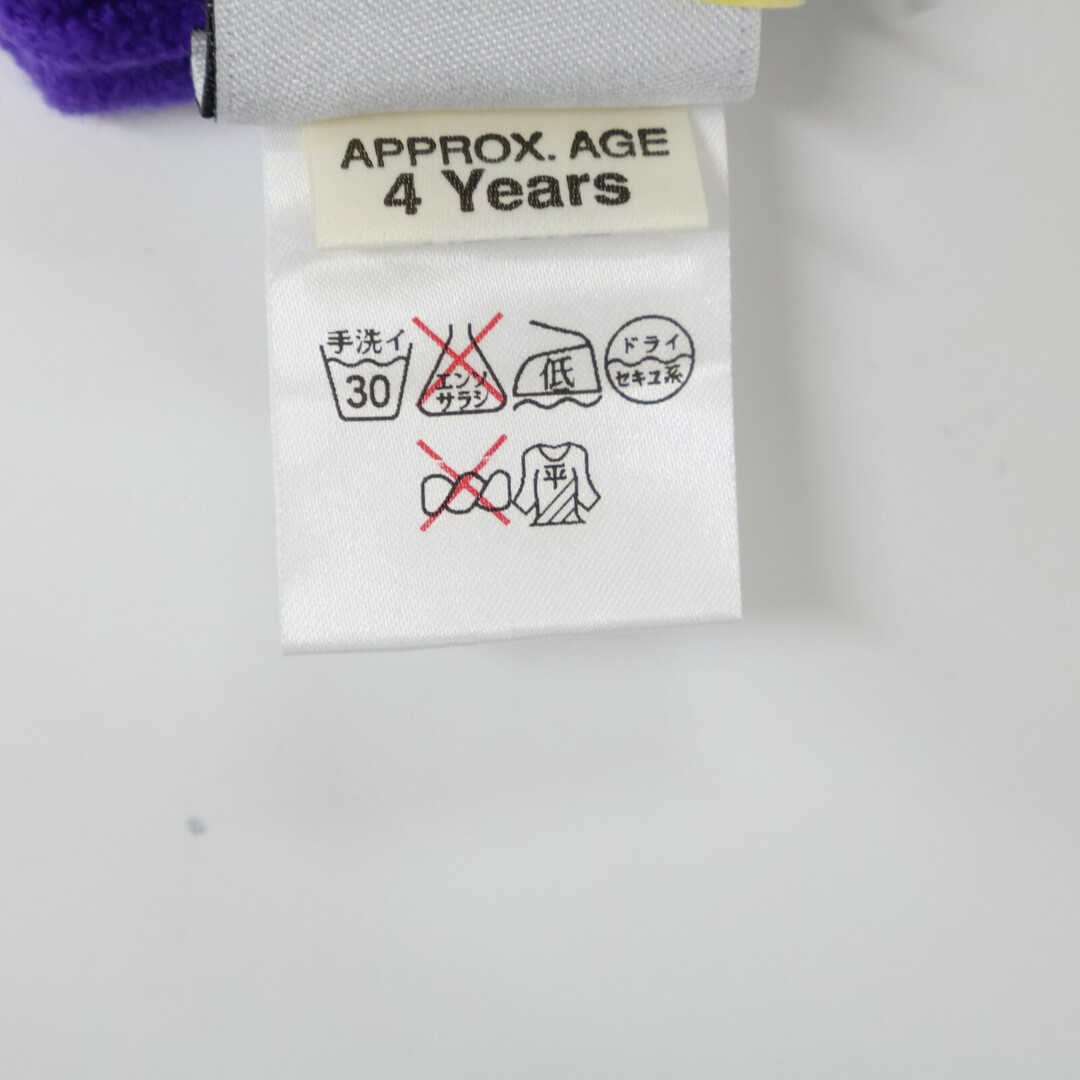 APPROX. AGE
4 Years
手洗イ
30
エンソ
サラシ
低
ドライ
セキユ系
平